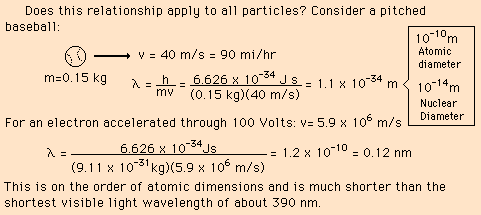 Does this relationship apply to all particles? Consider a pitched
baseball:
v = 40 m/s = 90 mi/hr
m=0.15 kg
λ = h/mv = 6.626 x 10⁻³⁴ J s / (0.15 kg)(40 m/s) = 1.1 x 10⁻³⁴ m
10⁻¹⁰m
Atomic
diameter
10⁻¹⁴m
Nuclear
Diameter
For an electron accelerated through 100 Volts: v= 5.9 x 10⁶ m/s
λ = 6.626 x 10⁻³⁴Js / (9.11 x 10⁻³¹kg)(5.9 x 10⁶ m/s) = 1.2 x 10⁻¹⁰ = 0.12 nm
This is on the order of atomic dimensions and is much shorter than the
shortest visible light wavelength of about 390 nm.